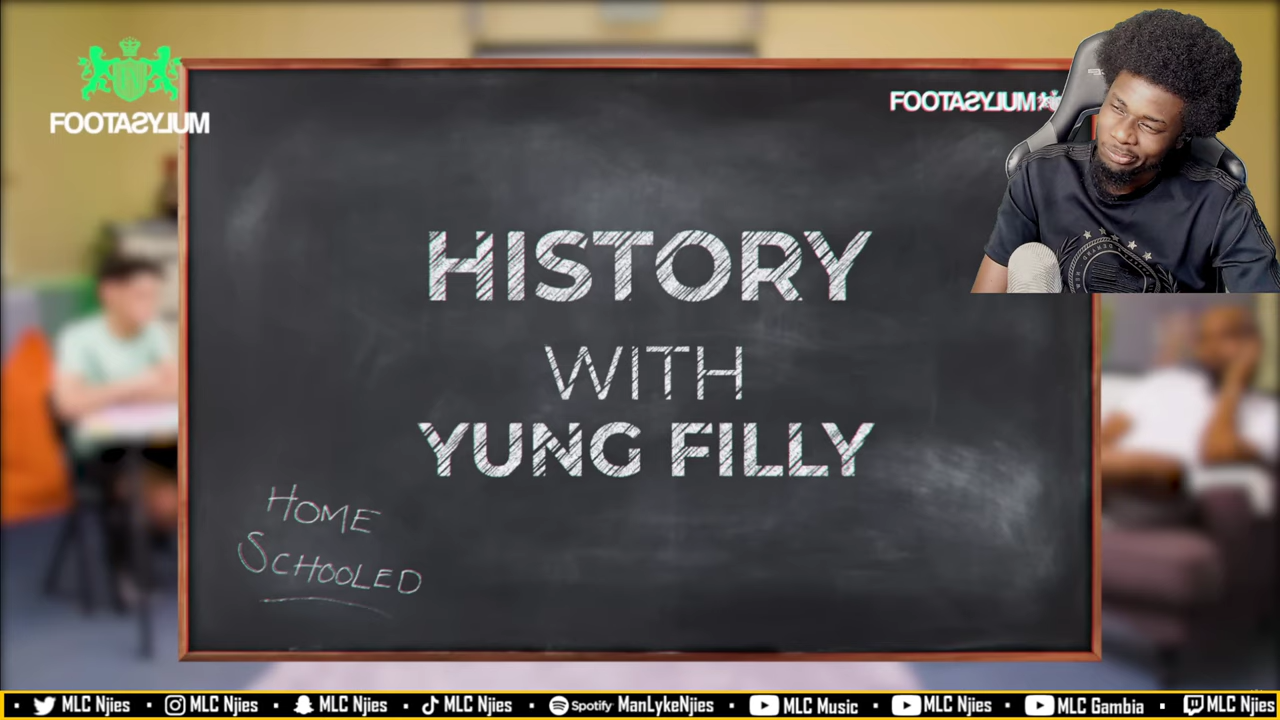 FOOTASYLUM
FOOTASYLUM
HISTORY
WITH
YUNG FILLY
HOME
SCHOOLED
MLC Njies · MLC Njies · MLC Njies · MLC Njies · Spotify ManLykeNjies · MLC Music · MLC Njies · MLC Gambia · MLC Njies